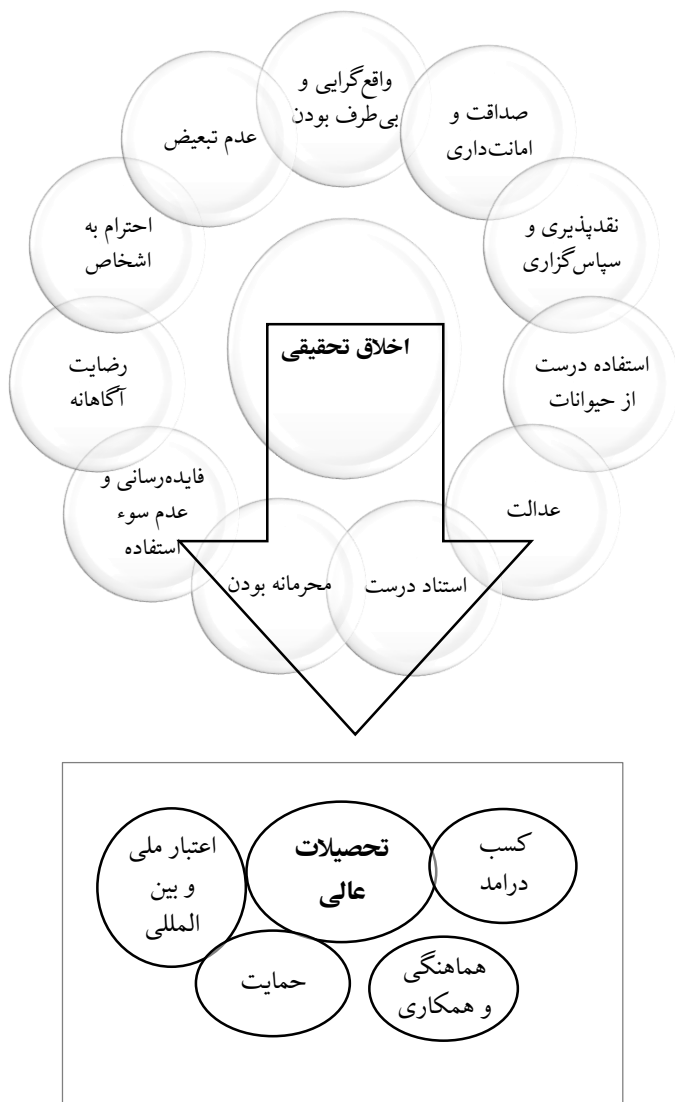 واقع‌گرایی و
بی‌طرف بودن
صداقت و
امانت‌داری
نقدپذیری و
سپاس‌گزاری
استفاده درست
از حیوانات
عدالت
استناد درست
محرمانه بودن
فایده‌رسانی و
عدم سوء
استفاده
رضایت
آگاهانه
احترام به
اشخاص
عدم تبعیض
اخلاق تحقیقی
تحصیلات
عالی
کسب
درامد
هماهنگی
و همکاری
حمایت
اعتبار ملی
و بین
المللی